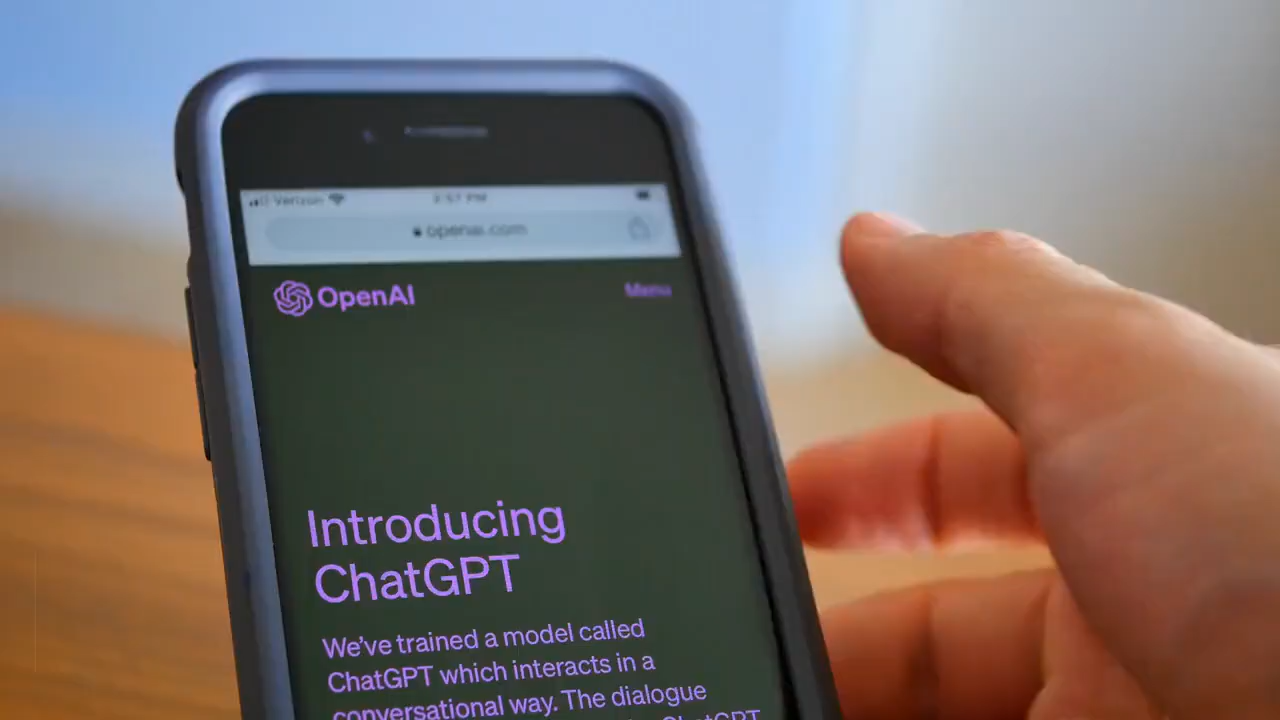 Verizon
openai.com
OpenAI
Menu
Introducing
ChatGPT
We've trained a model called
ChatGPT which interacts in a
conversational way. The dialogue
ChatGPT